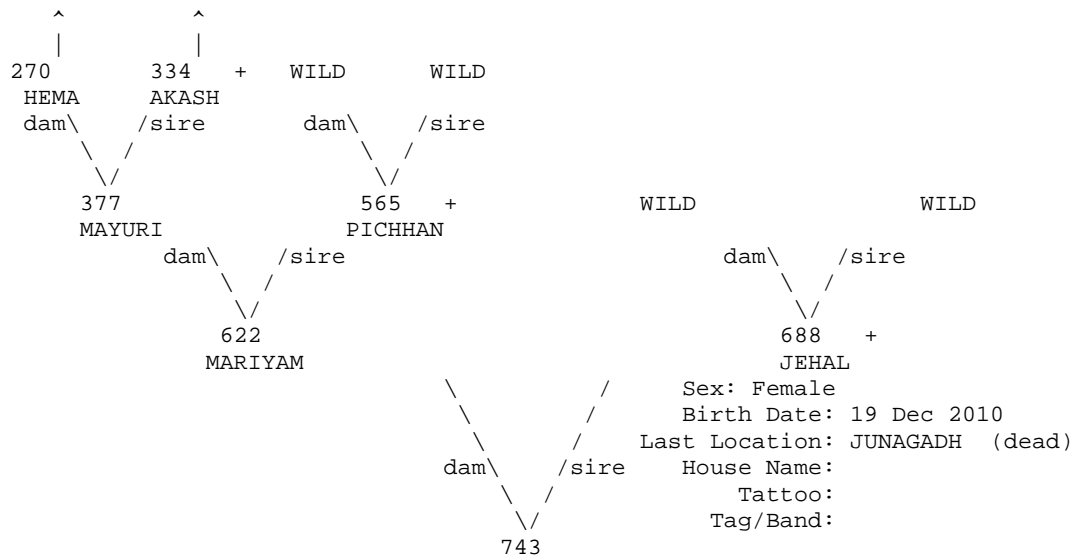 ^ ^
| |
270 334 + WILD WILD
HEMA AKASH
dam\ /sire dam\ /sire
\ / \ /
\/ \/
377 565 + WILD WILD
MAYURI PICHHAN
dam\ /sire dam\ /sire
\ / \ /
\/ \/
622 688 +
MARIYAM JEHAL
\ / Sex: Female
\ / Birth Date: 19 Dec 2010
\ / Last Location: JUNAGADH (dead)
dam\ /sire House Name:
\ / Tattoo:
\/ Tag/Band:
743